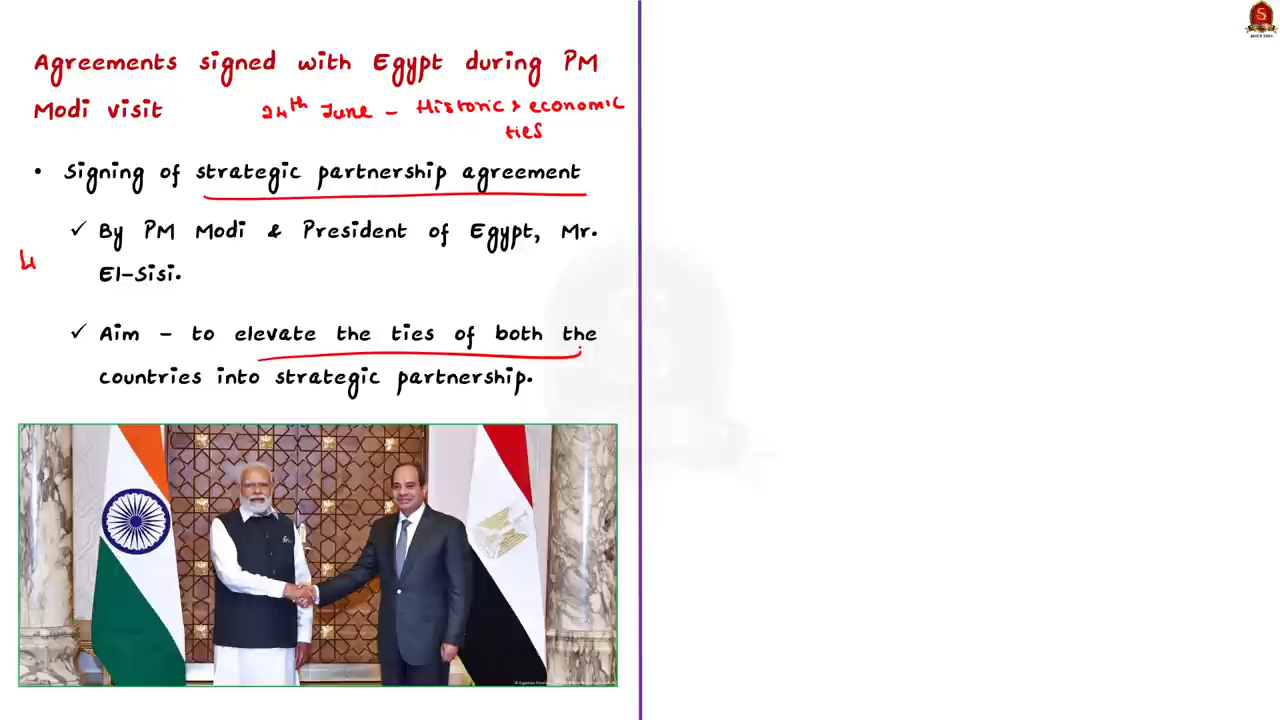 Agreements signed with Egypt during PM
Modi visit
24th June - Historic & economic
ties
• Signing of strategic partnership agreement
✓ By PM Modi & President of Egypt, Mr.
El-Sisi.
✓ Aim - to elevate the ties of both the
countries into strategic partnership.
S
SINCE 2004
S